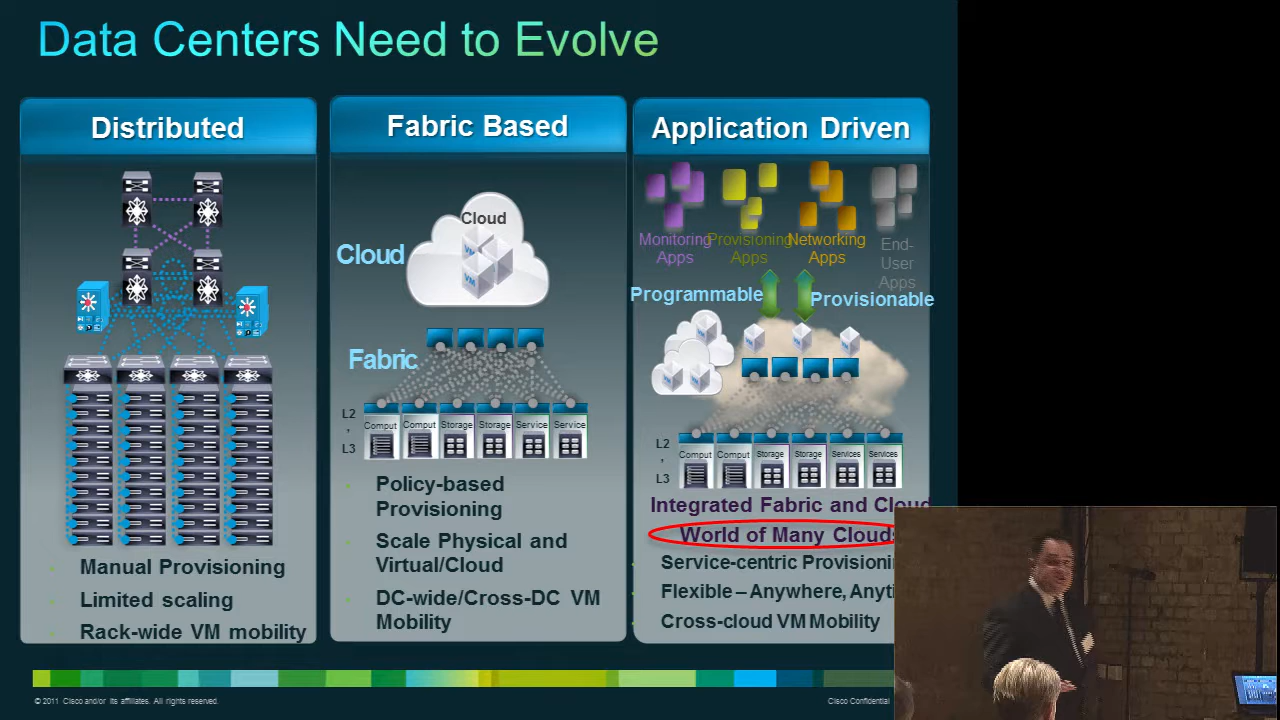 Data Centers Need to Evolve
Distributed
Manual Provisioning
Limited scaling
Rack-wide VM mobility
Fabric Based
Cloud
Cloud
VM
VM
Fabric
L2
,
L3
Comput
Comput
Storage
Storage
Service
Service
Policy-based
Provisioning
Scale Physical and
Virtual/Cloud
DC-wide/Cross-DC VM
Mobility
Application Driven
Monitoring
Apps
Provisioning
Apps
Networking
Apps
End-
User
Apps
Programmable
Provisionable
L2
,
L3
Comput
Comput
Storage
Storage
Services
Services
Integrated Fabric and Cloud
World of Many Clouds
Service-centric Provisionin
Flexible – Anywhere, Anyti
Cross-cloud VM Mobility
© 2011 Cisco and/or its affiliates. All rights reserved.
Cisco Confidential